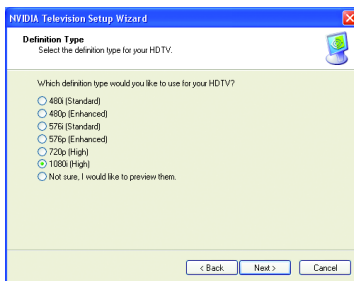 NVIDIA Television Setup Wizard
Definition Type
Select the definition type for your HDTV.
Which definition type would you like to use for your HDTV?
480i (Standard)
480p (Enhanced)
576i (Standard)
576p (Enhanced)
720p (High)
1080i (High)
Not sure, I would like to preview them.
< Back
Next >
Cancel